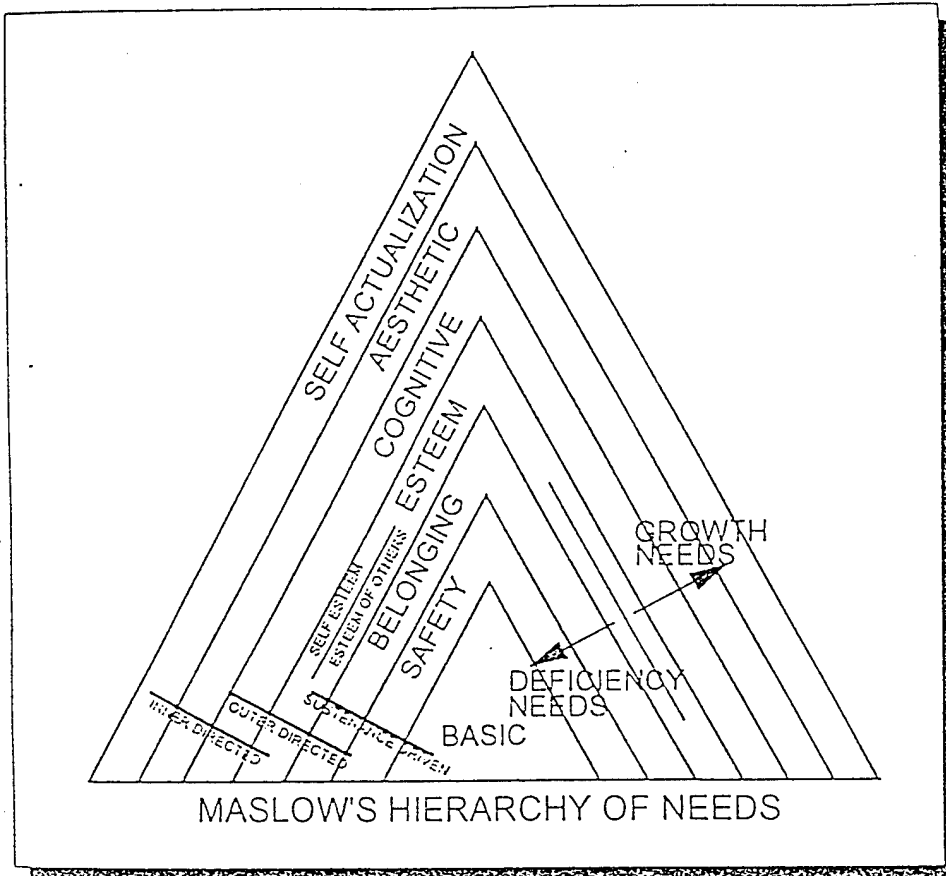 SELF ACTUALIZATION
AESTHETIC
COGNITIVE
ESTEEM
SELF ESTEEM
ESTEEM OF OTHERS
BELONGING
SAFETY
BASIC
GROWTH
NEEDS
DEFICIENCY
NEEDS
INNER DIRECTED
OUTER DIRECTED
SUSTENANCE DRIVEN
MASLOW'S HIERARCHY OF NEEDS